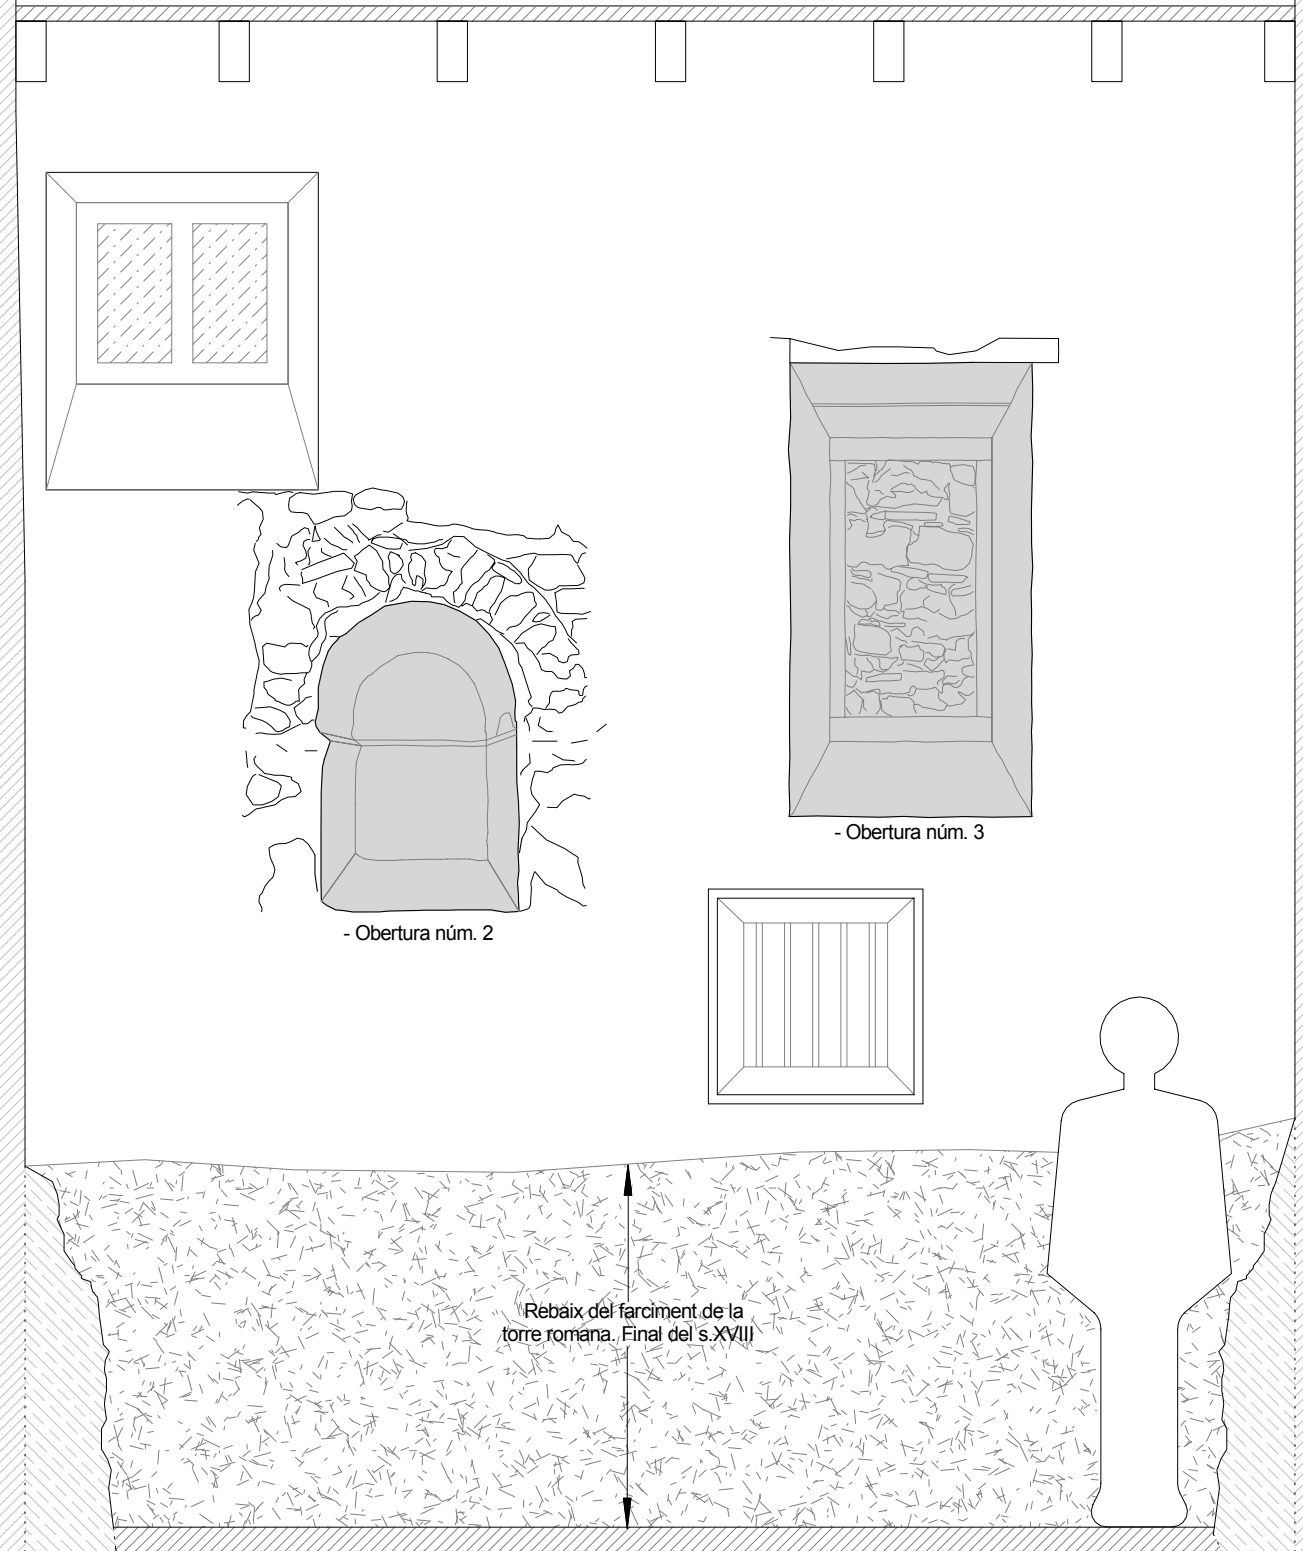 - Obertura núm. 3
- Obertura núm. 2
Rebaix del farciment de la
torre romana. Final del s.XVIII